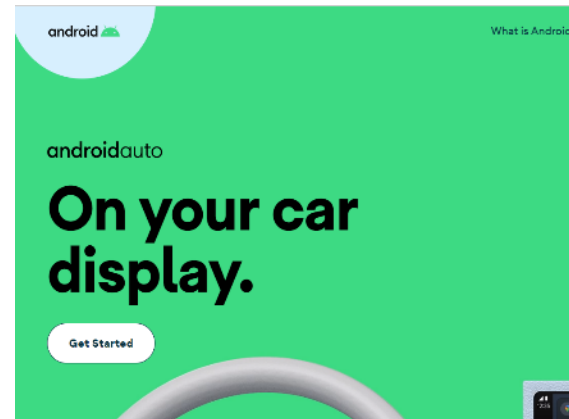 android
What is Android
androidauto
On your car
display.
Get Started